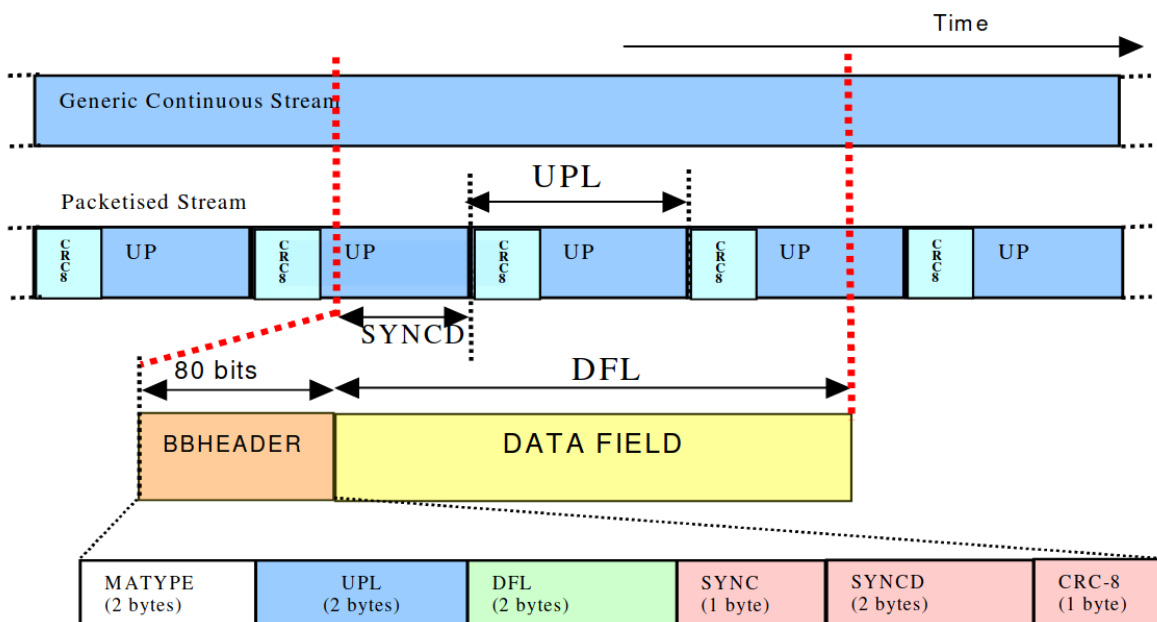 Time
Generic Continuous Stream
UPL
Packetised Stream
CRC8 UP CRC8 UP CRC8 UP CRC8 UP CRC8 UP
SYNCD
80 bits DFL
BBHEADER DATA FIELD
MATYPE UPL DFL SYNC SYNCD CRC-8
(2 bytes) (2 bytes) (2 bytes) (1 byte) (2 bytes) (1 byte)